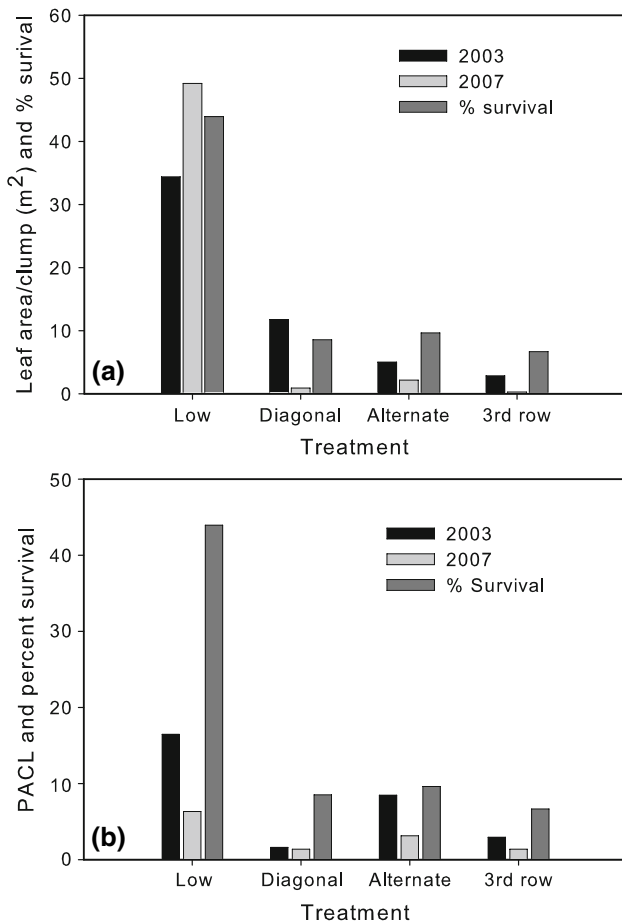 60
50
40
30
20
10
0
Leaf area/clump (m2) and % surival
2003
2007
% survival
(a)
Low Diagonal Alternate 3rd row
Treatment
50
40
30
20
10
0
PACL and percent survival
2003
2007
% Survival
(b)
Low Diagonal Alternate 3rd row
Treatment